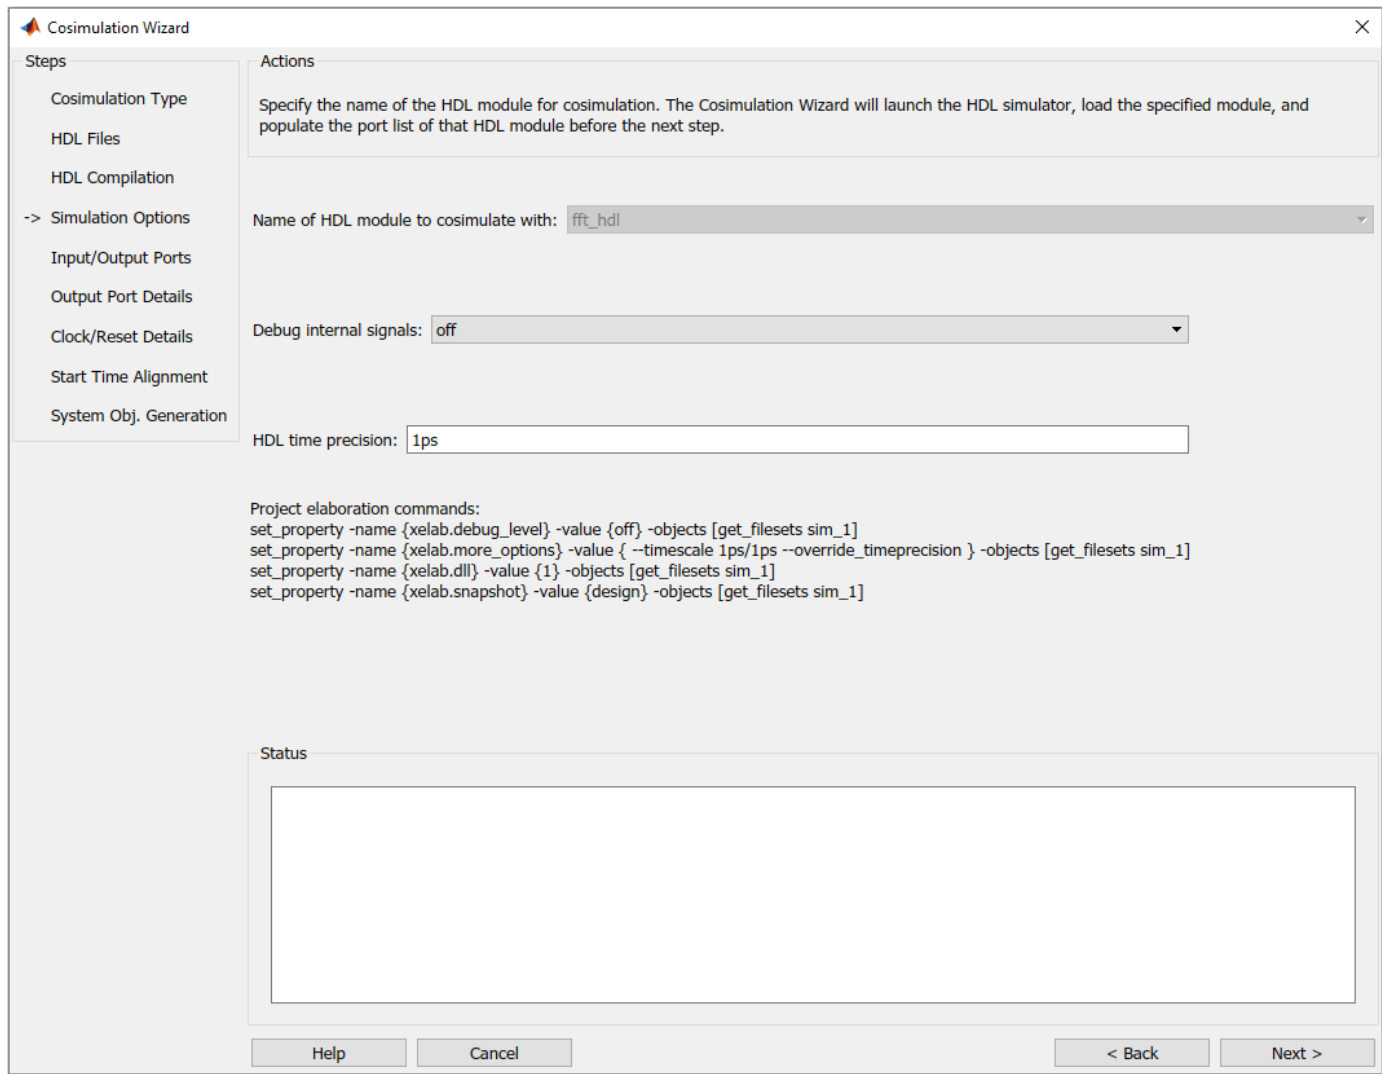 Cosimulation Wizard
Steps
Cosimulation Type
HDL Files
HDL Compilation
-> Simulation Options
Input/Output Ports
Output Port Details
Clock/Reset Details
Start Time Alignment
System Obj. Generation
Actions
Specify the name of the HDL module for cosimulation. The Cosimulation Wizard will launch the HDL simulator, load the specified module, and
populate the port list of that HDL module before the next step.
Name of HDL module to cosimulate with: fft_hdl
Debug internal signals: off
HDL time precision: 1ps
Project elaboration commands:
set_property -name {xelab.debug_level} -value {off} -objects [get_filesets sim_1]
set_property -name {xelab.more_options} -value { --timescale 1ps/1ps --override_timeprecision } -objects [get_filesets sim_1]
set_property -name {xelab.dll} -value {1} -objects [get_filesets sim_1]
set_property -name {xelab.snapshot} -value {design} -objects [get_filesets sim_1]
Status
Help Cancel < Back Next >